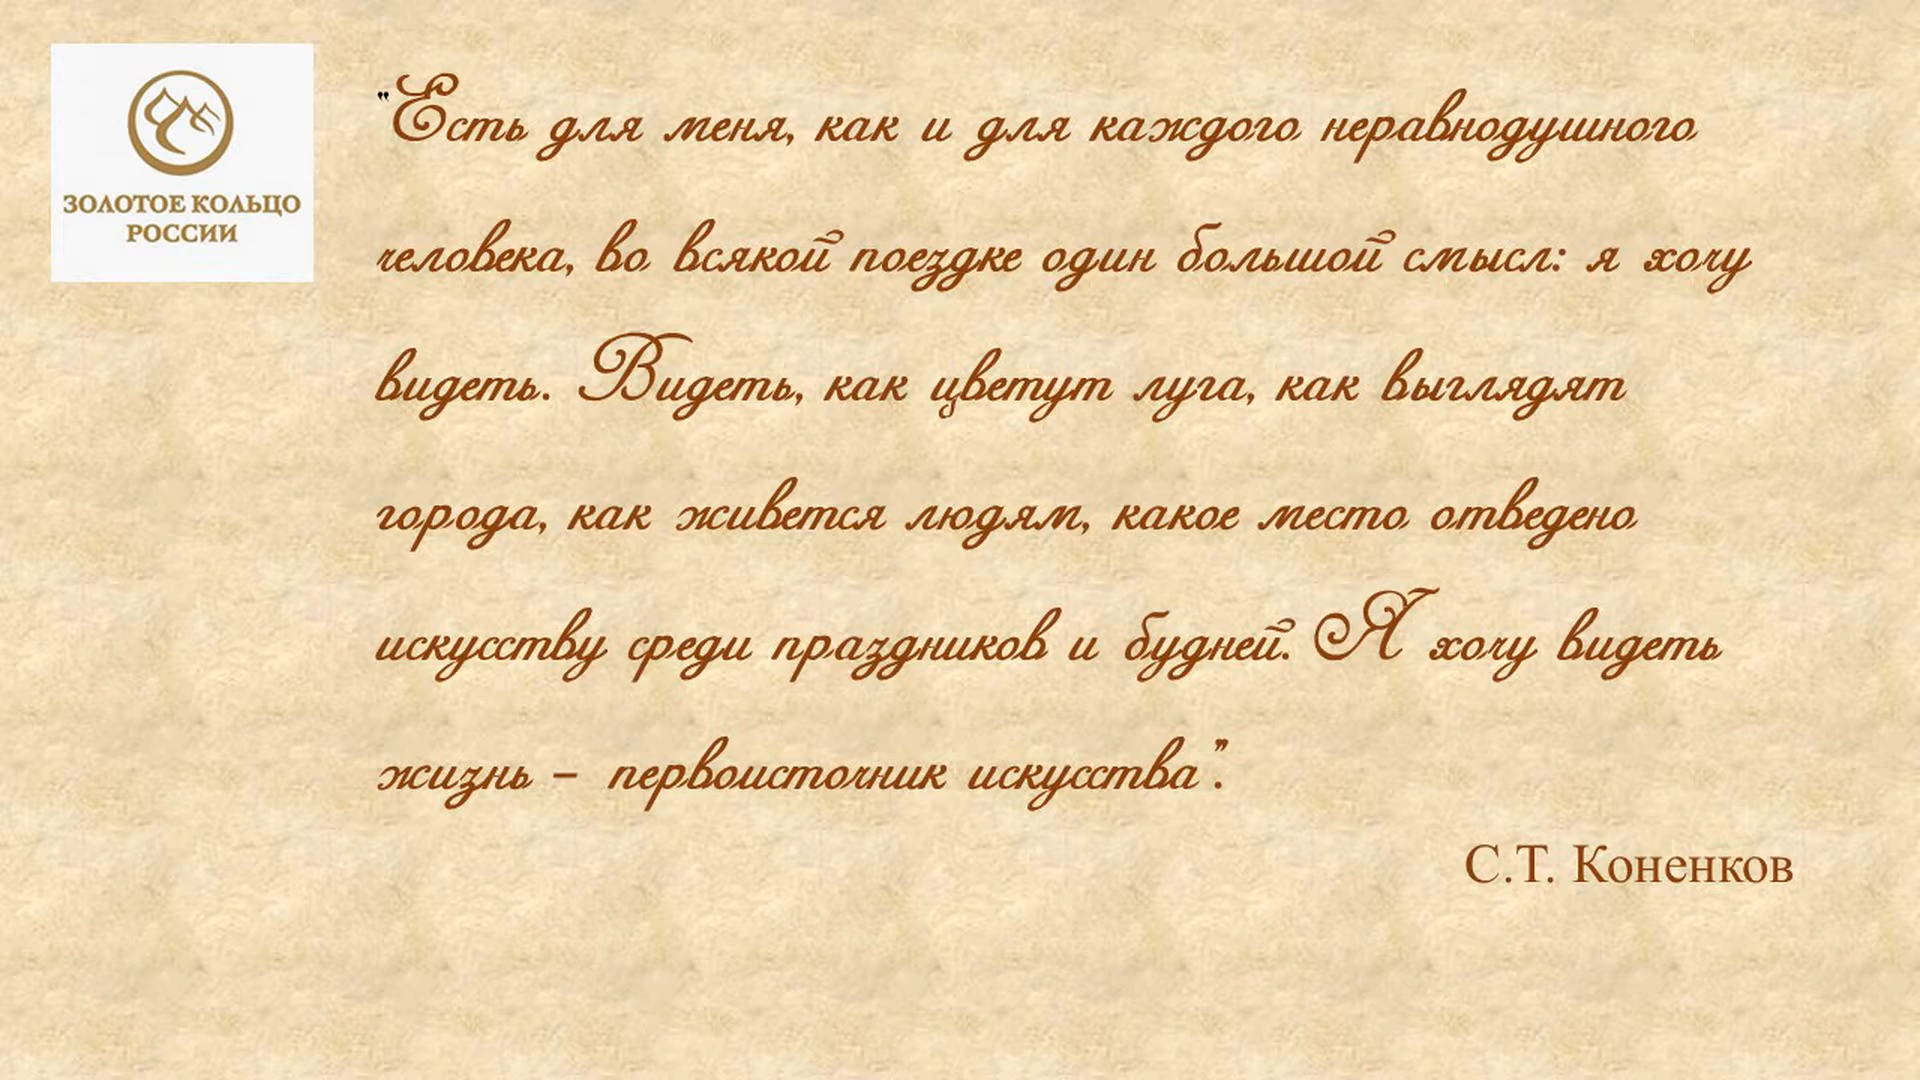 ЗОЛОТОЕ КОЛЬЦО
РОССИИ
"Есть для меня, как и для каждого неравнодушного
человека, во всякой поездке один большой смысл: я хочу
видеть. Видеть, как цветут луга, как выглядят
города, как живется людям, какое место отведено
искусству среди праздников и будней. Я хочу видеть
жизнь – первоисточник искусства".
С.Т. Коненков